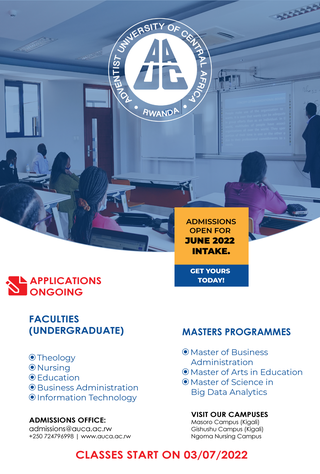 ADVENTIST UNIVERSITY OF CENTRAL AFRICA
AAUC
RWANDA
ADMISSIONS
OPEN FOR
JUNE 2022
INTAKE.
GET YOURS
TODAY!
APPLICATIONS
ONGOING
FACULTIES
(UNDERGRADUATE)
Theology
Nursing
Education
Business Administration
Information Technology
MASTERS PROGRAMMES
Master of Business
Administration
Master of Arts in Education
Master of Science in
Big Data Analytics
ADMISSIONS OFFICE:
admissions@auca.ac.rw
+250 724796998 | www.auca.ac.rw
VISIT OUR CAMPUSES
Masoro Campus (Kigali)
Gishushu Campus (Kigali)
Ngoma Nursing Campus
CLASSES START ON 03/07/2022